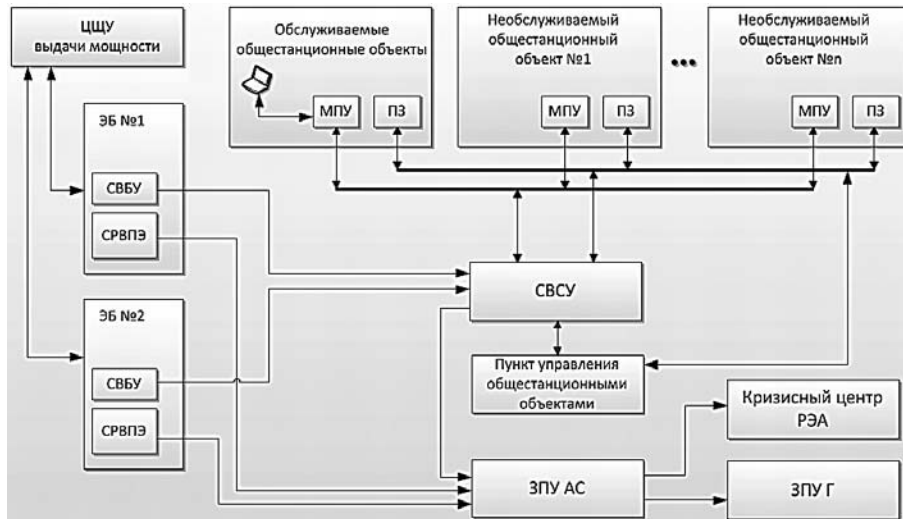 ЦЩУ
выдачи мощности
Обслуживаемые
общестанционные объекты
МПУ
ПЗ
Необслуживаемый
общестанционный
объект №1
МПУ
ПЗ
...
Необслуживаемый
общестанционный
объект №n
МПУ
ПЗ
ЭБ №1
СВБУ
СРВПЭ
ЭБ №2
СВБУ
СРВПЭ
СВСУ
Пункт управления
общестанционными
объектами
Кризисный центр
РЭА
ЗПУ АС
ЗПУ Г